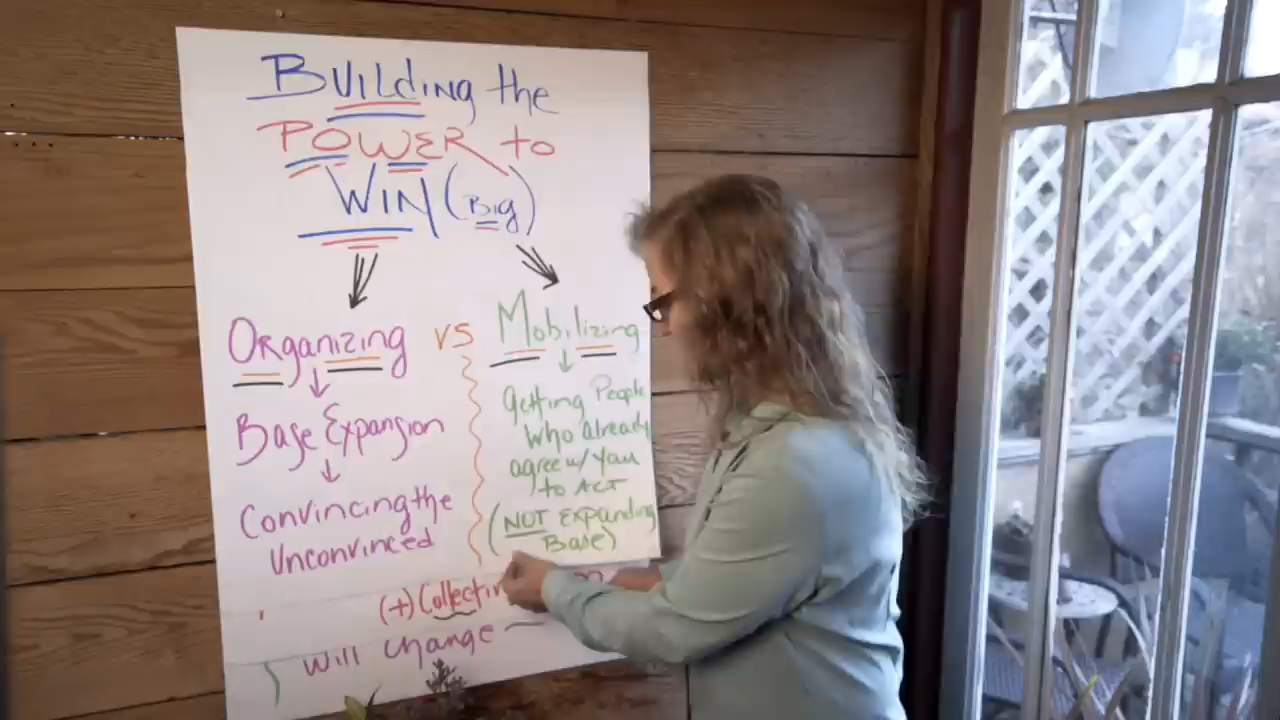 BUILding the
POWER to
WIN (Big)
Organizing vs Mobilizing
Base Expansion
Convincing the
Unconvinced
Getting People
Who already
agree w/ you
to ACT
(NOT Expanding
Base)
(+) Collectiv
will change